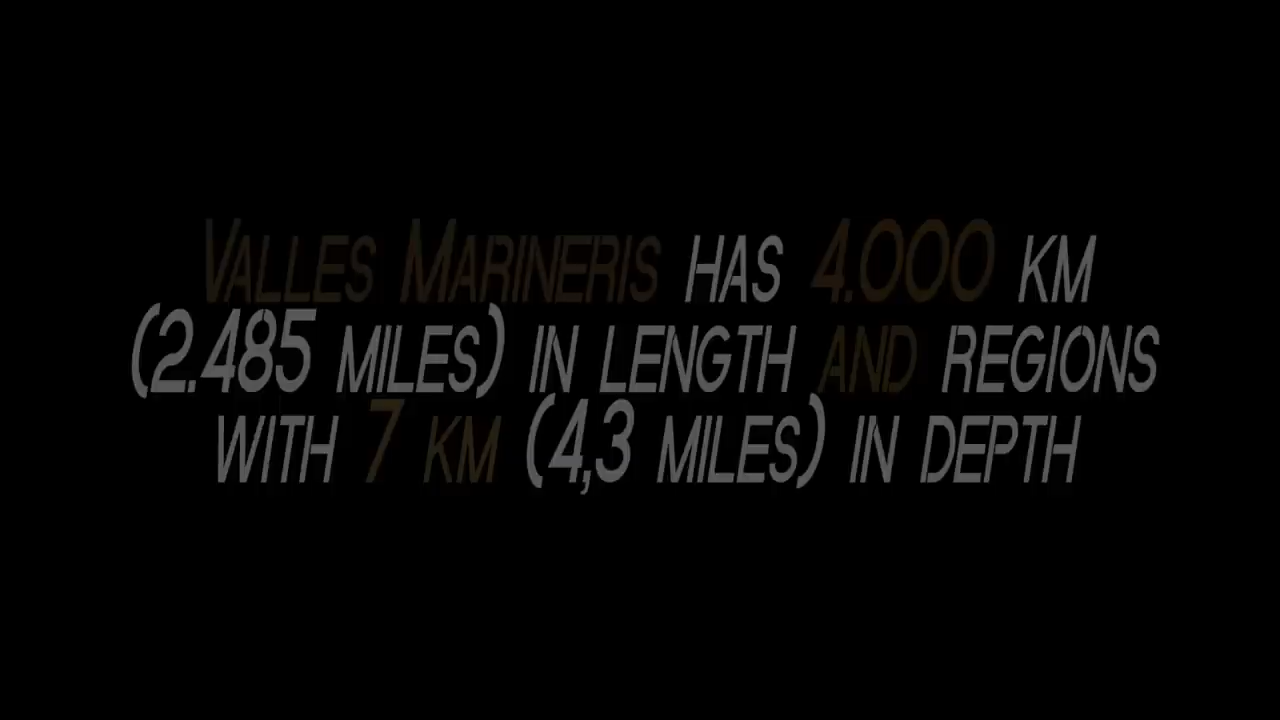 Valles Marineris has 4.000 km
(2.485 miles) in length and regions
with 7 km (4,3 miles) in depth